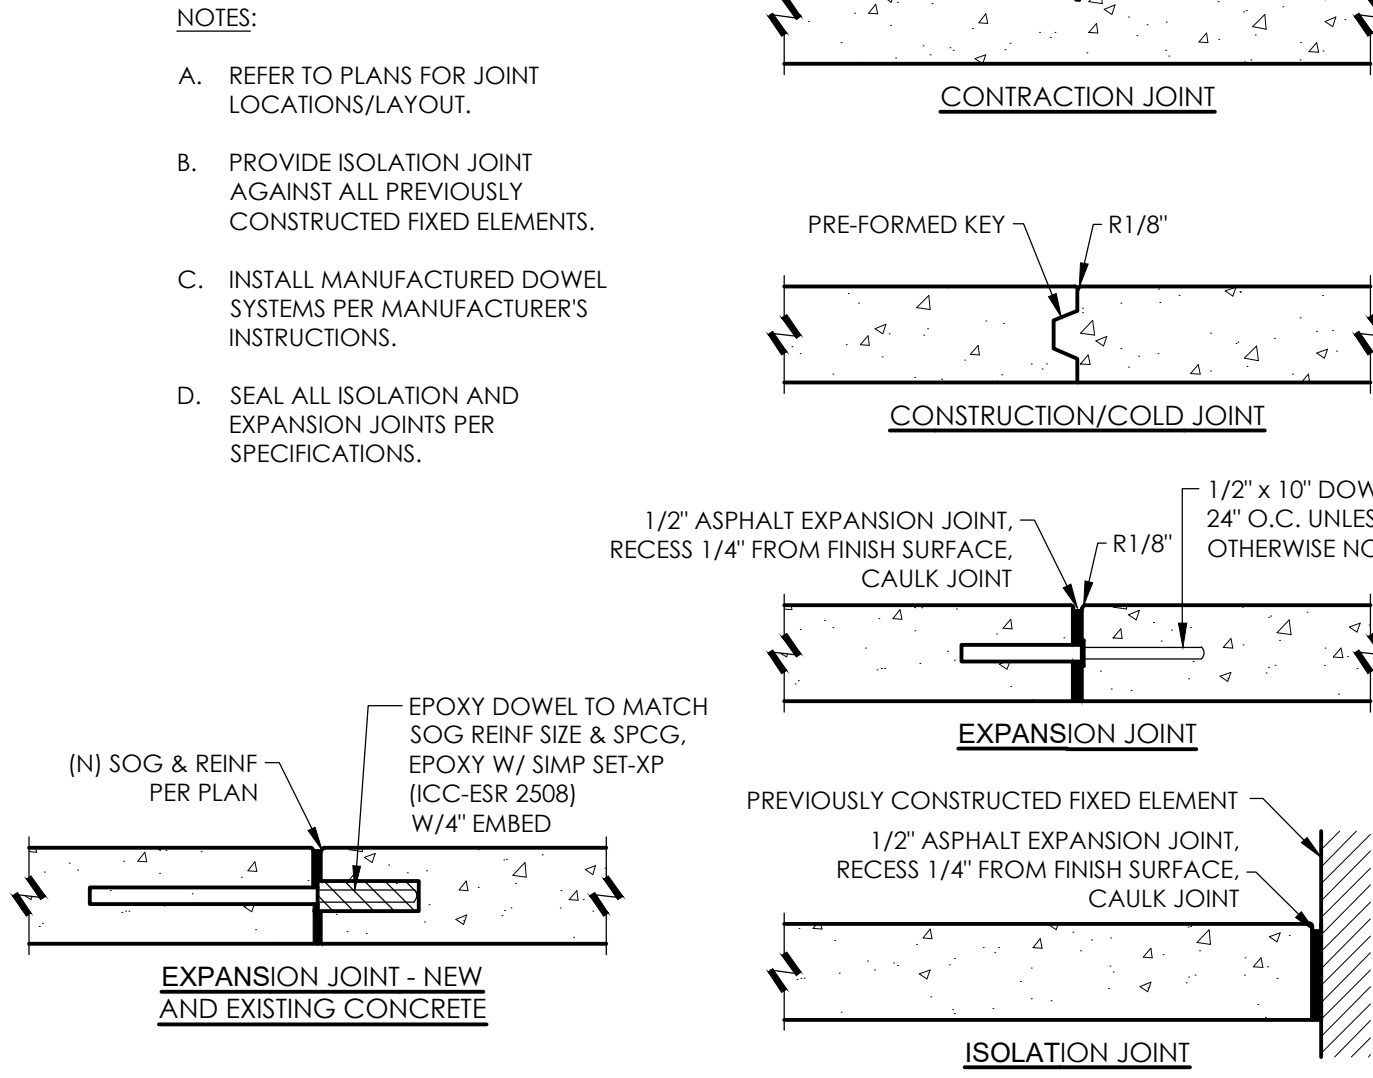 NOTES:
A. REFER TO PLANS FOR JOINT
LOCATIONS/LAYOUT.
B. PROVIDE ISOLATION JOINT
AGAINST ALL PREVIOUSLY
CONSTRUCTED FIXED ELEMENTS.
C. INSTALL MANUFACTURED DOWEL
SYSTEMS PER MANUFACTURER'S
INSTRUCTIONS.
D. SEAL ALL ISOLATION AND
EXPANSION JOINTS PER
SPECIFICATIONS.
CONTRACTION JOINT
PRE-FORMED KEY
R1/8"
CONSTRUCTION/COLD JOINT
1/2" ASPHALT EXPANSION JOINT,
RECESS 1/4" FROM FINISH SURFACE,
CAULK JOINT
R1/8"
1/2" x 10"
24" O.C.
OTHERWISE
EXPANSION JOINT
(N) SOG & REINF
PER PLAN
EPOXY DOWEL TO MATCH
SOG REINF SIZE & SPCG,
EPOXY W/ SIMP SET-XP
(ICC-ESR 2508)
W/4" EMBED
EXPANSION JOINT - NEW
AND EXISTING CONCRETE
PREVIOUSLY CONSTRUCTED FIXED ELEMENT
1/2" ASPHALT EXPANSION JOINT,
RECESS 1/4" FROM FINISH SURFACE,
CAULK JOINT
ISOLATION JOINT